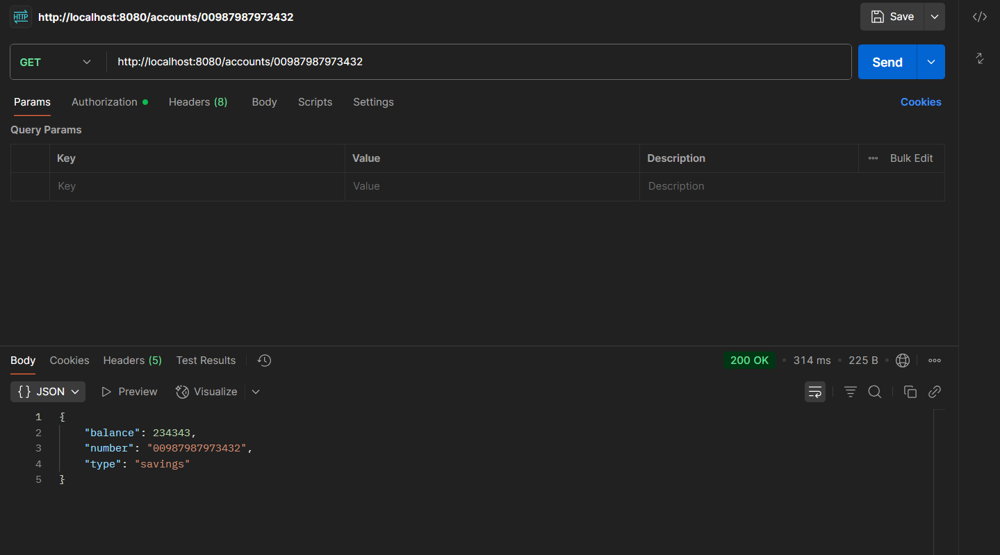 HTTP http://localhost:8080/accounts/00987987973432 Save
GET http://localhost:8080/accounts/00987987973432 Send
Params Authorization Headers (8) Body Scripts Settings Cookies
Query Params
Key Value Description Bulk Edit
Key Value Description
Body Cookies Headers (5) Test Results 200 OK 314 ms 225 B
{} JSON Preview Visualize
1 {
2 "balance": 234343,
3 "number": "00987987973432",
4 "type": "savings"
5 }